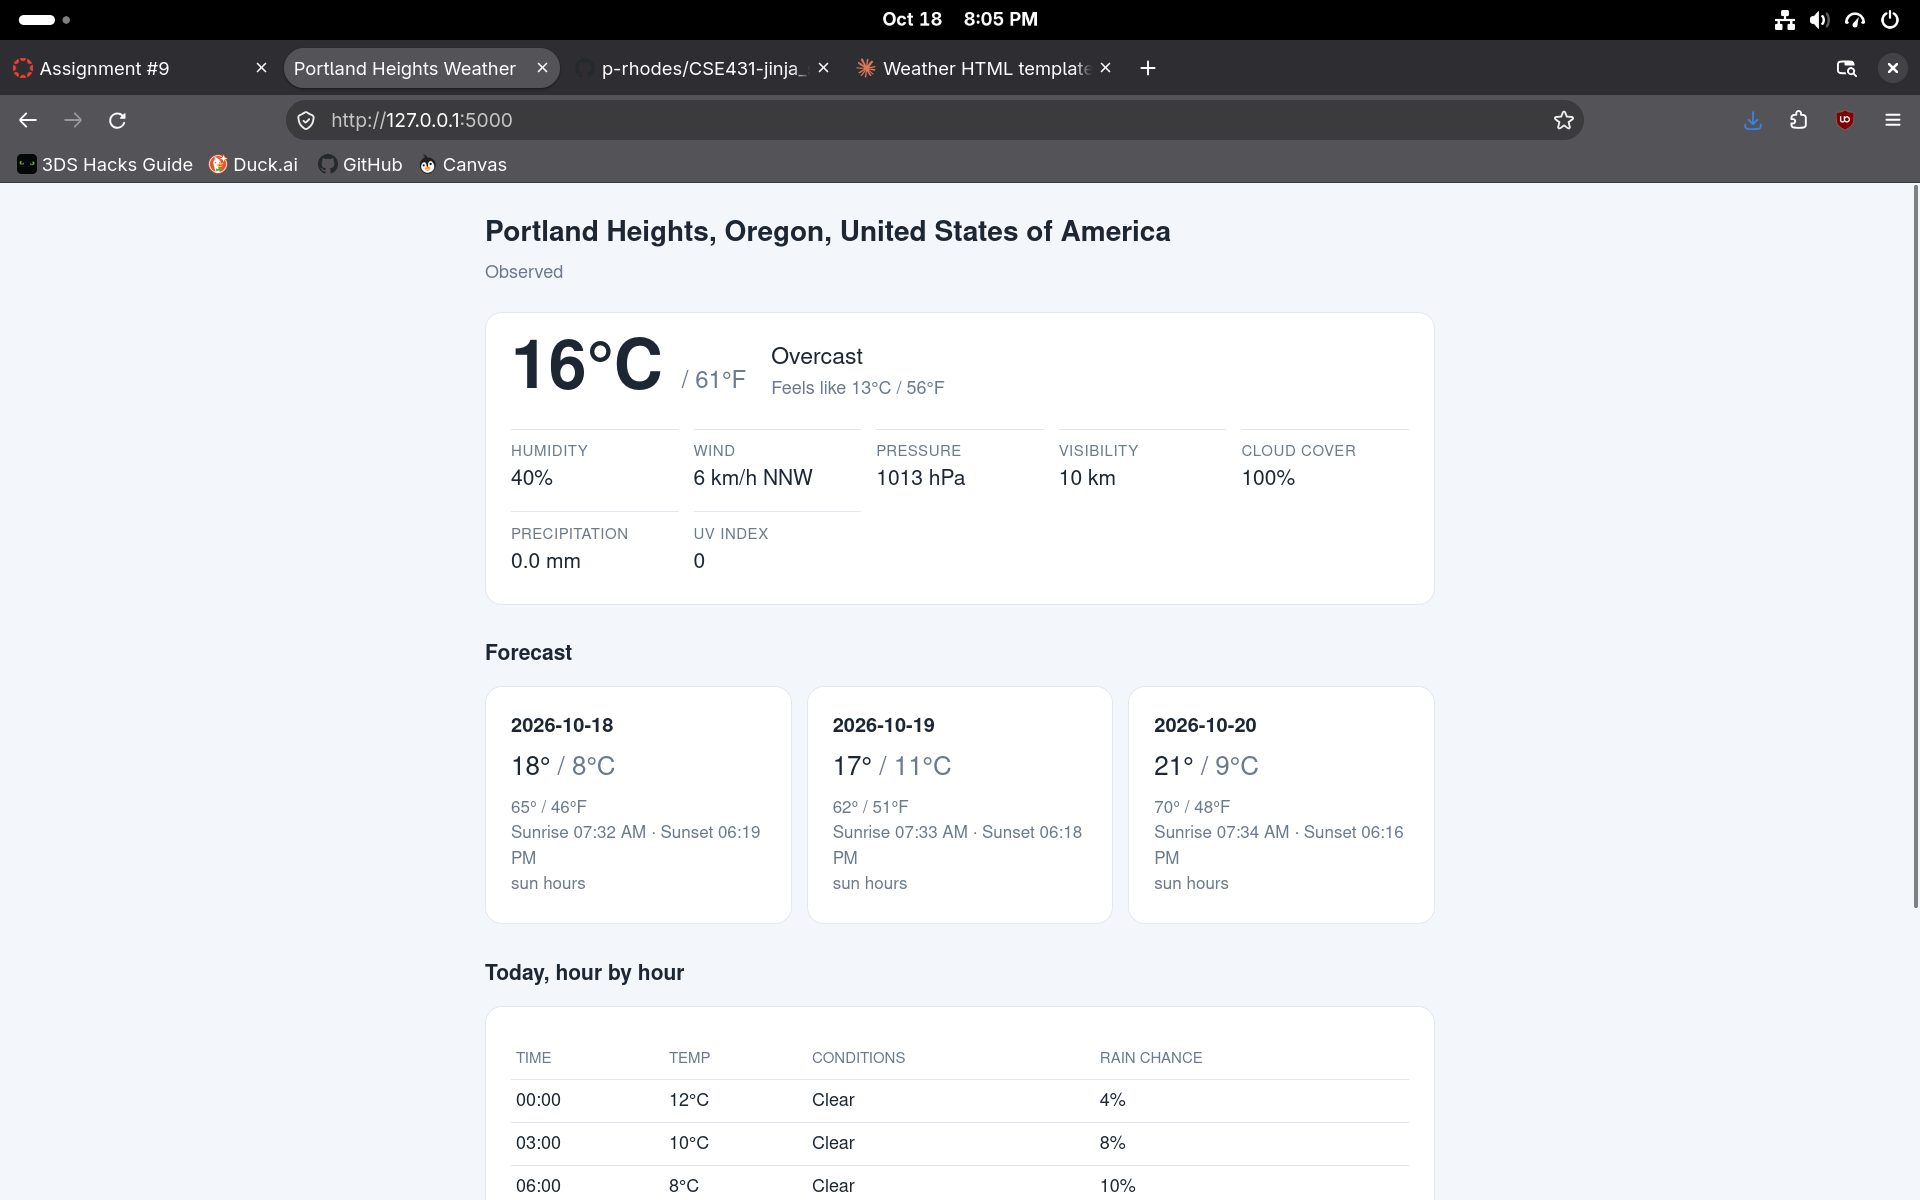 Oct 18 8:05 PM
Assignment #9
Portland Heights Weather
p-rhodes/CSE431-jinja_
Weather HTML template
http://127.0.0.1:5000
3DS Hacks Guide
Duck.ai
GitHub
Canvas
Portland Heights, Oregon, United States of America
Observed
16°C / 61°F
Overcast
Feels like 13°C / 56°F
HUMIDITY
40%
WIND
6 km/h NNW
PRESSURE
1013 hPa
VISIBILITY
10 km
CLOUD COVER
100%
PRECIPITATION
0.0 mm
UV INDEX
0
Forecast
2026-10-18
18° / 8°C
65° / 46°F
Sunrise 07:32 AM · Sunset 06:19
PM
sun hours
2026-10-19
17° / 11°C
62° / 51°F
Sunrise 07:33 AM · Sunset 06:18
PM
sun hours
2026-10-20
21° / 9°C
70° / 48°F
Sunrise 07:34 AM · Sunset 06:16
PM
sun hours
Today, hour by hour
TIME TEMP CONDITIONS RAIN CHANCE
00:00 12°C Clear 4%
03:00 10°C Clear 8%
06:00 8°C Clear 10%